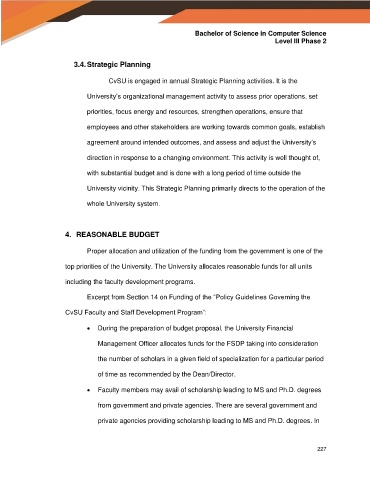 Bachelor of Science in Computer Science
Level III Phase 2
3.4. Strategic Planning
CvSU is engaged in annual Strategic Planning activities. It is the
University's organizational management activity to assess prior operations, set
priorities, focus energy and resources, strengthen operations, ensure that
employees and other stakeholders are working towards common goals, establish
agreement around intended outcomes, and assess and adjust the University's
direction in response to a changing environment. This activity is well thought of,
with substantial budget and is done with a long period of time outside the
University vicinity. This Strategic Planning primarily directs to the operation of the
whole University system.
4. REASONABLE BUDGET
Proper allocation and utilization of the funding from the government is one of the
top priorities of the University. The University allocates reasonable funds for all units
including the faculty development programs.
Excerpt from Section 14 on Funding of the "Policy Guidelines Governing the
CvSU Faculty and Staff Development Program":
• During the preparation of budget proposal, the University Financial
Management Officer allocates funds for the FSDP taking into consideration
the number of scholars in a given field of specialization for a particular period
of time as recommended by the Dean/Director.
• Faculty members may avail of scholarship leading to MS and Ph.D. degrees
from government and private agencies. There are several government and
private agencies providing scholarship leading to MS and Ph.D. degrees. In
227